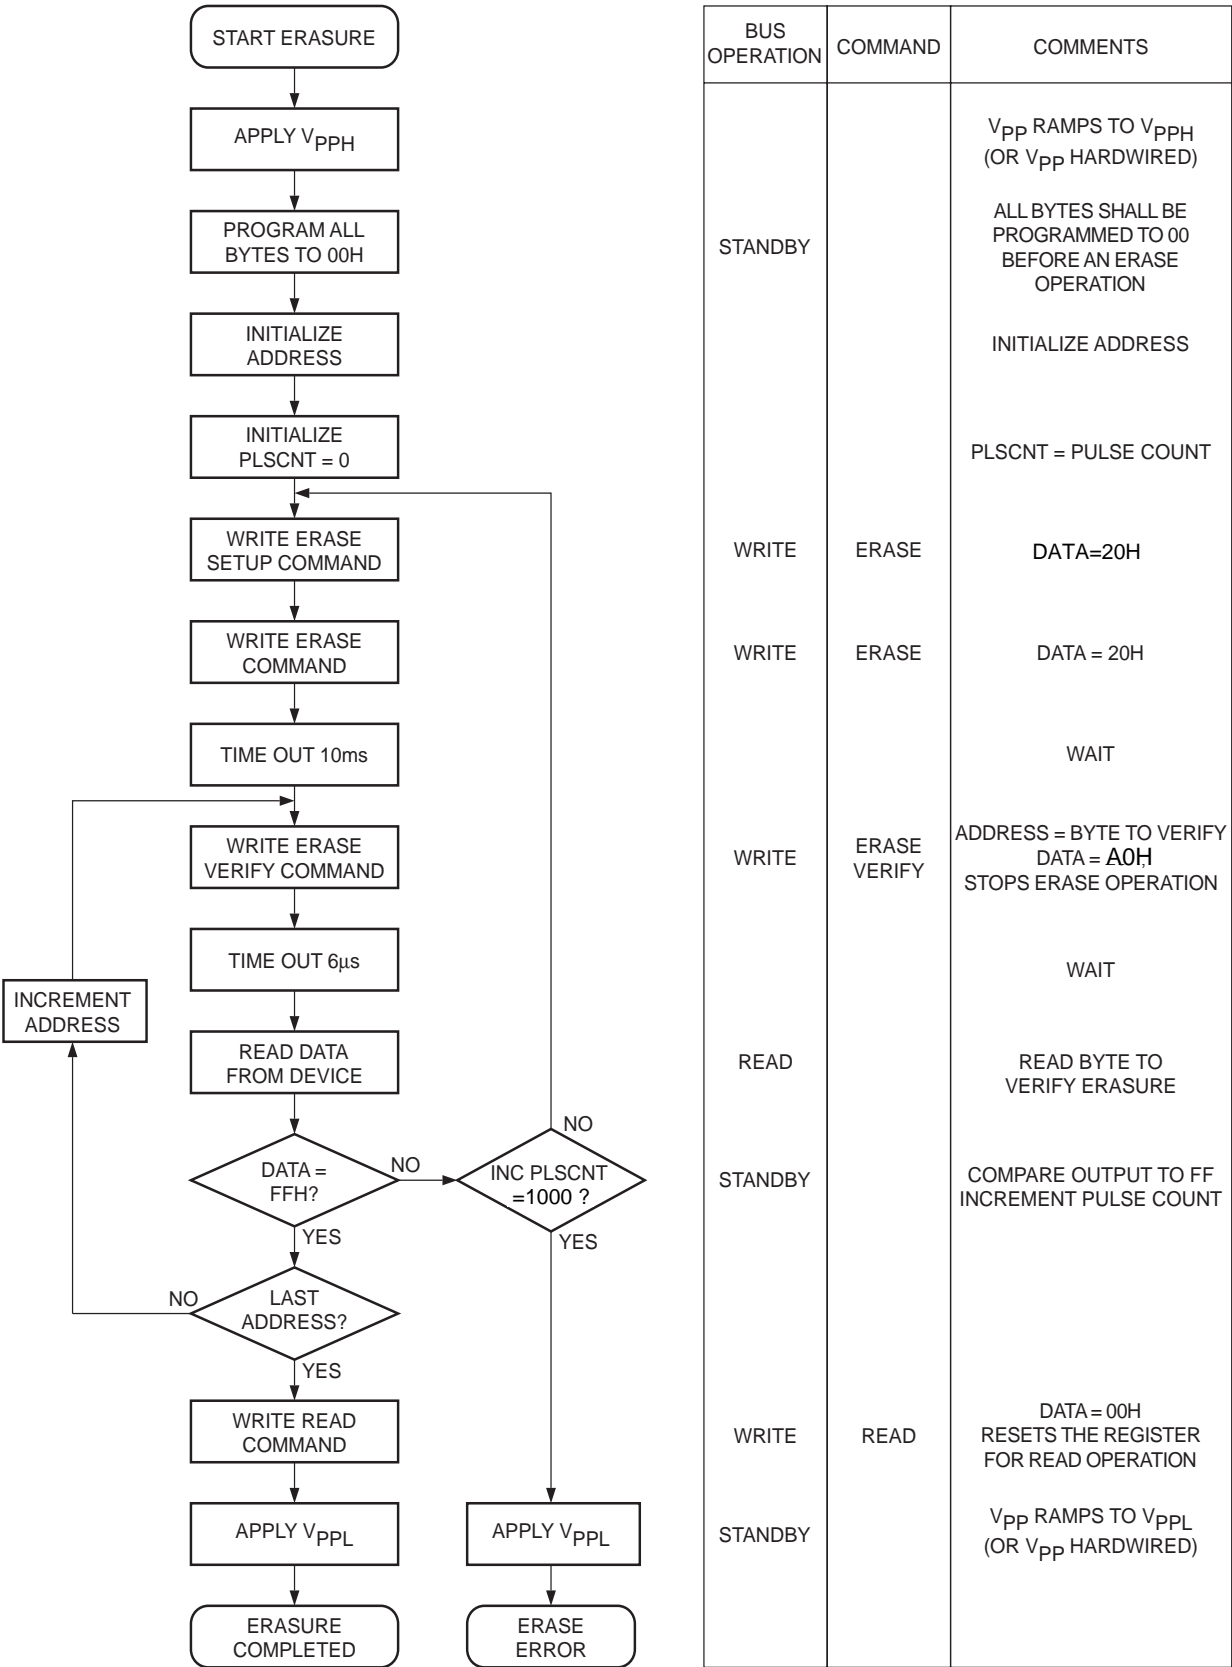 START ERASURE
APPLY VPPH
PROGRAM ALL
BYTES TO 00H
INITIALIZE
ADDRESS
INITIALIZE
PLSCNT = 0
WRITE ERASE
SETUP COMMAND
WRITE ERASE
COMMAND
TIME OUT 10ms
WRITE ERASE
VERIFY COMMAND
TIME OUT 6μs
INCREMENT
ADDRESS
READ DATA
FROM DEVICE
DATA =
FFH?
NO
YES
INC PLSCNT
=1000 ?
NO
YES
LAST
ADDRESS?
NO
YES
WRITE READ
COMMAND
APPLY VPPL
ERASURE
COMPLETED
APPLY VPPL
ERASE
ERROR
BUS
OPERATION
COMMAND
COMMENTS
STANDBY
VPP RAMPS TO VPPH
(OR VPP HARDWIRED)
ALL BYTES SHALL BE
PROGRAMMED TO 00
BEFORE AN ERASE
OPERATION
INITIALIZE ADDRESS
PLSCNT = PULSE COUNT
WRITE
ERASE
DATA=20H
WRITE
ERASE
DATA = 20H
WAIT
WRITE
ERASE
VERIFY
ADDRESS = BYTE TO VERIFY
DATA = A0H
STOPS ERASE OPERATION
WAIT
READ
READ BYTE TO
VERIFY ERASURE
STANDBY
COMPARE OUTPUT TO FF
INCREMENT PULSE COUNT
WRITE
READ
DATA = 00H
RESETS THE REGISTER
FOR READ OPERATION
STANDBY
VPP RAMPS TO VPPL
(OR VPP HARDWIRED)